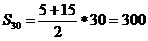 S₃₀ = (5+15)/2 * 30 = 300